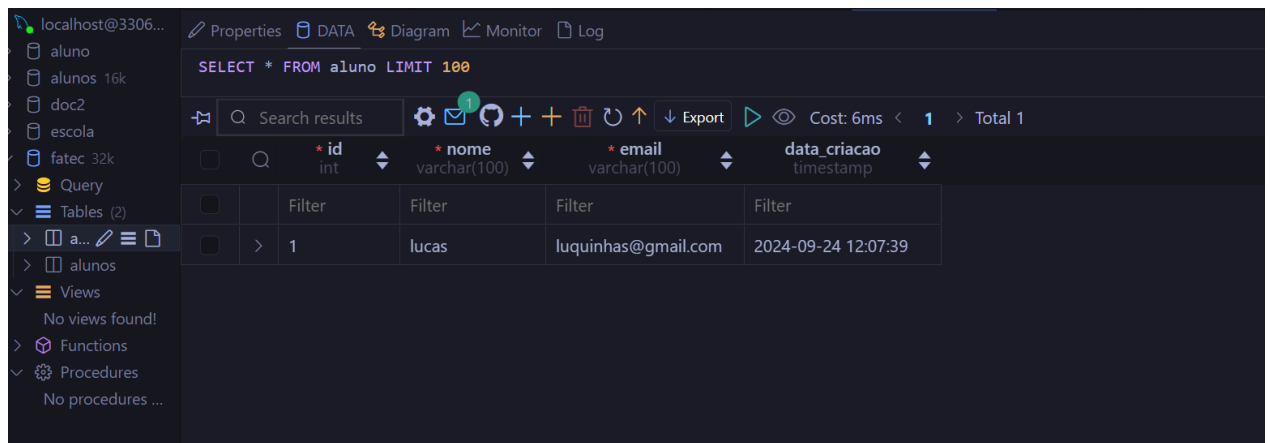 localhost@3306...
aluno
alunos 16k
doc2
escola
fatec 32k
Query
Tables (2)
a...
alunos
Views
No views found!
Functions
Procedures
No procedures ...
Properties DATA Diagram Monitor Log
SELECT * FROM aluno LIMIT 100
Search results 1 Export Cost: 6ms 1 Total 1
* id * nome * email data_criacao
int varchar(100) varchar(100) timestamp
Filter Filter Filter Filter
1 lucas luquinhas@gmail.com 2024-09-24 12:07:39